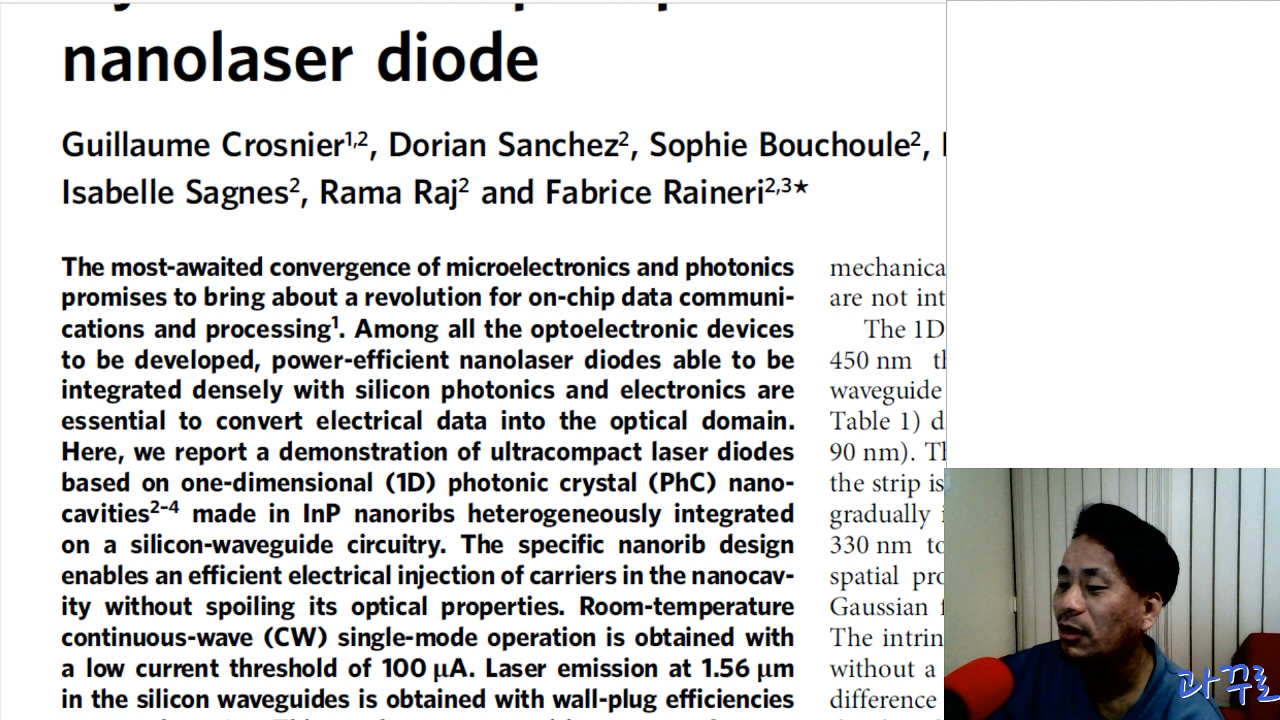 nanolaser diode
Guillaume Crosnier1,2, Dorian Sanchez2, Sophie Bouchoule2,
Isabelle Sagnes2, Rama Raj2 and Fabrice Raineri2,3★
The most-awaited convergence of microelectronics and photonics
promises to bring about a revolution for on-chip data communi-
cations and processing1. Among all the optoelectronic devices
to be developed, power-efficient nanolaser diodes able to be
integrated densely with silicon photonics and electronics are
essential to convert electrical data into the optical domain.
Here, we report a demonstration of ultracompact laser diodes
based on one-dimensional (1D) photonic crystal (PhC) nano-
cavities2–4 made in InP nanoribs heterogeneously integrated
on a silicon-waveguide circuitry. The specific nanorib design
enables an efficient electrical injection of carriers in the nanocav-
ity without spoiling its optical properties. Room-temperature
continuous-wave (CW) single-mode operation is obtained with
a low current threshold of 100 μA. Laser emission at 1.56 μm
in the silicon waveguides is obtained with wall-plug efficiencies
mechanica
are not int
The 1D
450 nm th
waveguide
Table 1) d
90 nm). Th
the strip is
gradually i
330 nm to
spatial pro
Gaussian f
The intrin
without a
difference
과꾸로